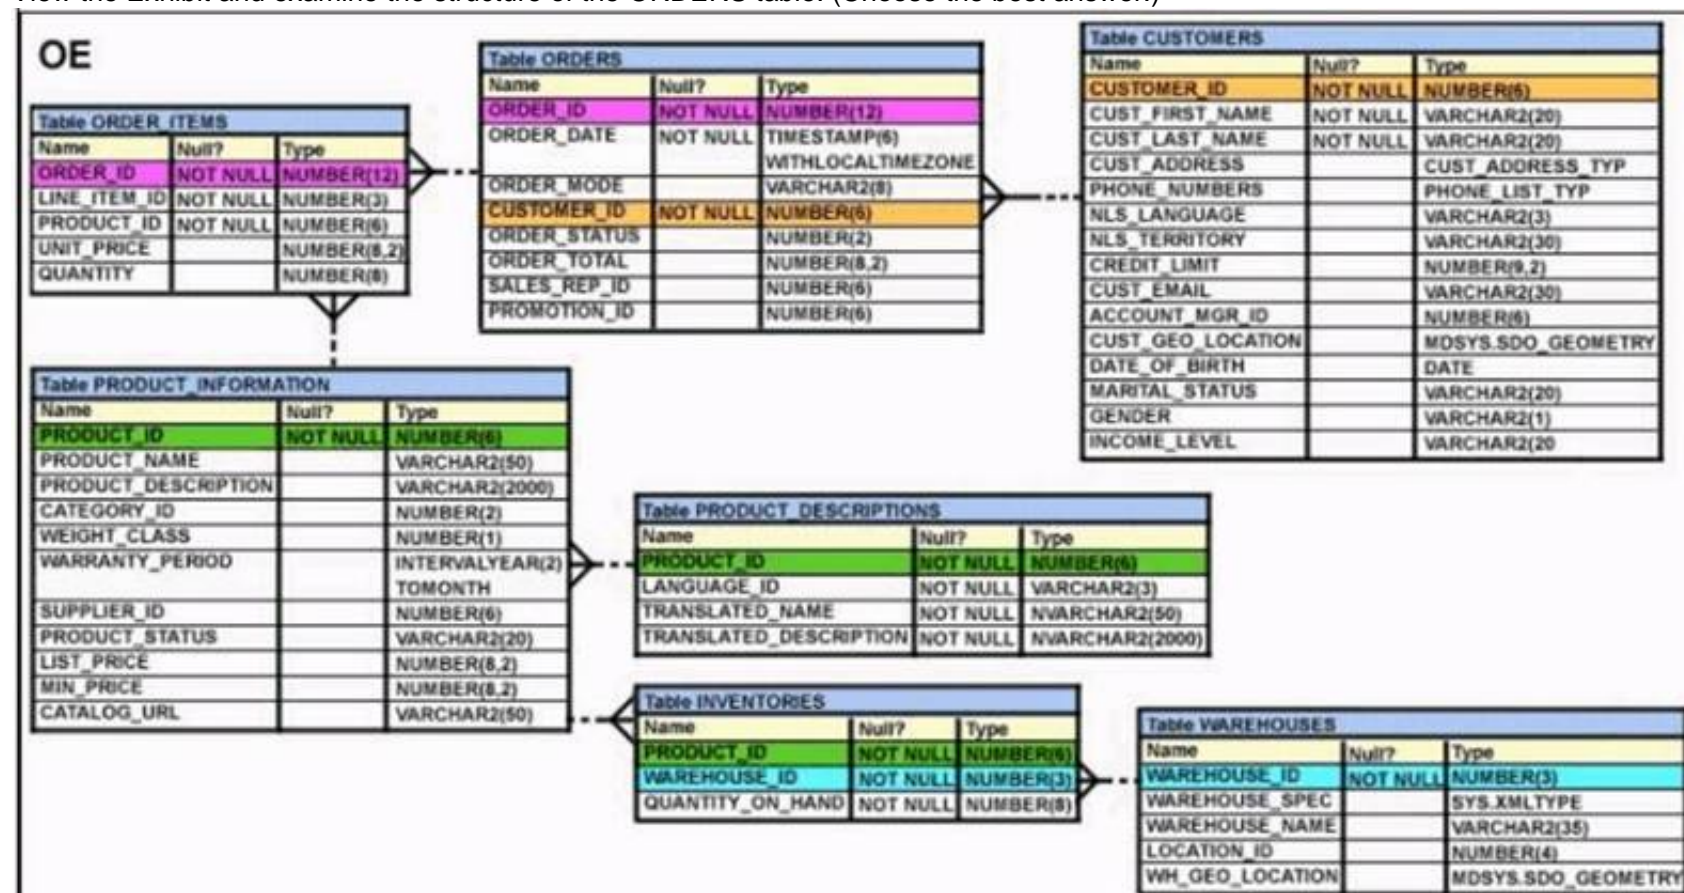 View the Exhibit and examine the structure of the ORDERS table. (Choose the best answer.)
OE
Table ORDER_ITEMS
Name Null? Type
ORDER_ID NOT NULL NUMBER(12)
LINE_ITEM_ID NOT NULL NUMBER(3)
PRODUCT_ID NOT NULL NUMBER(6)
UNIT_PRICE NUMBER(8,2)
QUANTITY NUMBER(8)
Table ORDERS
Name Null? Type
ORDER_ID NOT NULL NUMBER(12)
ORDER_DATE NOT NULL TIMESTAMP(6)
WITHLOCALTIMEZONE
ORDER_MODE VARCHAR2(8)
CUSTOMER_ID NOT NULL NUMBER(6)
ORDER_STATUS NUMBER(2)
ORDER_TOTAL NUMBER(8,2)
SALES_REP_ID NUMBER(6)
PROMOTION_ID NUMBER(6)
Table CUSTOMERS
Name Null? Type
CUSTOMER_ID NOT NULL NUMBER(6)
CUST_FIRST_NAME NOT NULL VARCHAR2(20)
CUST_LAST_NAME NOT NULL VARCHAR2(20)
CUST_ADDRESS CUST_ADDRESS_TYP
PHONE_NUMBERS PHONE_LIST_TYP
NLS_LANGUAGE VARCHAR2(3)
NLS_TERRITORY VARCHAR2(30)
CREDIT_LIMIT NUMBER(9,2)
CUST_EMAIL VARCHAR2(30)
ACCOUNT_MGR_ID NUMBER(6)
CUST_GEO_LOCATION MDSYS.SDO_GEOMETRY
DATE_OF_BIRTH DATE
MARITAL_STATUS VARCHAR2(20)
GENDER VARCHAR2(1)
INCOME_LEVEL VARCHAR2(20
Table PRODUCT_INFORMATION
Name Null? Type
PRODUCT_ID NOT NULL NUMBER(6)
PRODUCT_NAME VARCHAR2(50)
PRODUCT_DESCRIPTION VARCHAR2(2000)
CATEGORY_ID NUMBER(2)
WEIGHT_CLASS NUMBER(1)
WARRANTY_PERIOD INTERVALYEAR(2)
TOMONTH
SUPPLIER_ID NUMBER(6)
PRODUCT_STATUS VARCHAR2(20)
LIST_PRICE NUMBER(8,2)
MIN_PRICE NUMBER(8,2)
CATALOG_URL VARCHAR2(50)
Table PRODUCT_DESCRIPTIONS
Name Null? Type
PRODUCT_ID NOT NULL NUMBER(6)
LANGUAGE_ID NOT NULL VARCHAR2(3)
TRANSLATED_NAME NOT NULL NVARCHAR2(50)
TRANSLATED_DESCRIPTION NOT NULL NVARCHAR2(2000)
Table INVENTORIES
Name Null? Type
PRODUCT_ID NOT NULL NUMBER(6)
WAREHOUSE_ID NOT NULL NUMBER(3)
QUANTITY_ON_HAND NOT NULL NUMBER(8)
Table WAREHOUSES
Name Null? Type
WAREHOUSE_ID NOT NULL NUMBER(3)
WAREHOUSE_SPEC SYS.XMLTYPE
WAREHOUSE_NAME VARCHAR2(35)
LOCATION_ID NUMBER(4)
WH_GEO_LOCATION MDSYS.SDO_GEOMETRY